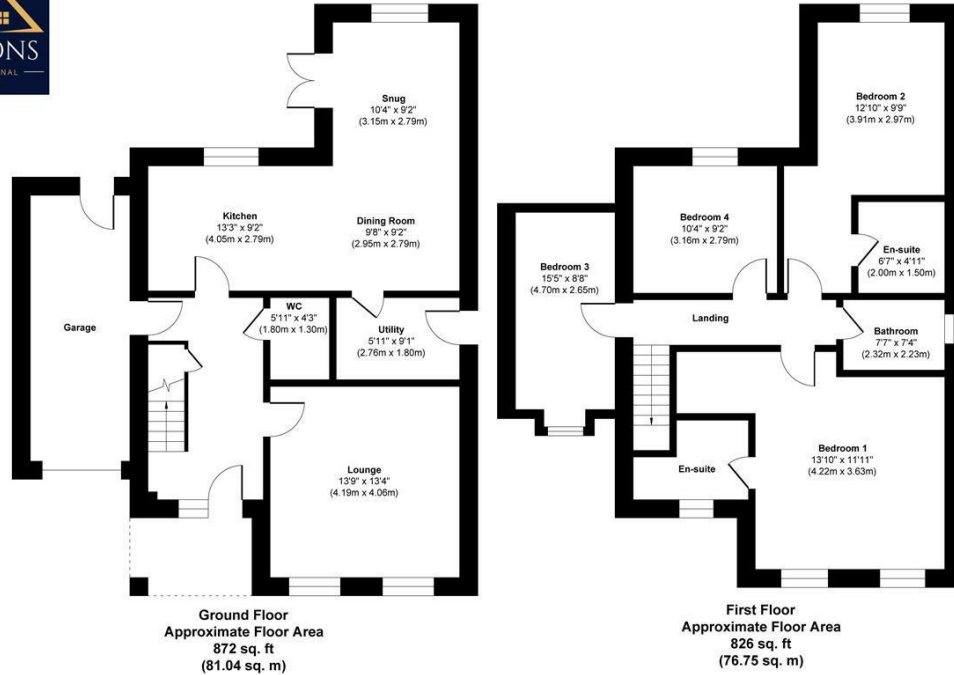 ONS
NAL
Snug
10'4" x 9'2"
(3.15m x 2.79m)
Kitchen
13'3" x 9'2"
(4.05m x 2.79m)
Dining Room
9'8" x 9'2"
(2.95m x 2.79m)
Garage
WC
5'11" x 4'3"
(1.80m x 1.30m)
Utility
5'11" x 9'1"
(2.76m x 1.80m)
Lounge
13'9" x 13'4"
(4.19m x 4.06m)
Ground Floor
Approximate Floor Area
872 sq. ft
(81.04 sq. m)
Bedroom 2
12'10" x 9'9"
(3.91m x 2.97m)
Bedroom 4
10'4" x 9'2"
(3.16m x 2.79m)
En-suite
6'7" x 4'11"
(2.00m x 1.50m)
Bedroom 3
15'5" x 8'8"
(4.70m x 2.65m)
Landing
Bathroom
7'7" x 7'4"
(2.32m x 2.23m)
Bedroom 1
13'10" x 11'11"
(4.22m x 3.63m)
En-suite
First Floor
Approximate Floor Area
826 sq. ft
(76.75 sq. m)